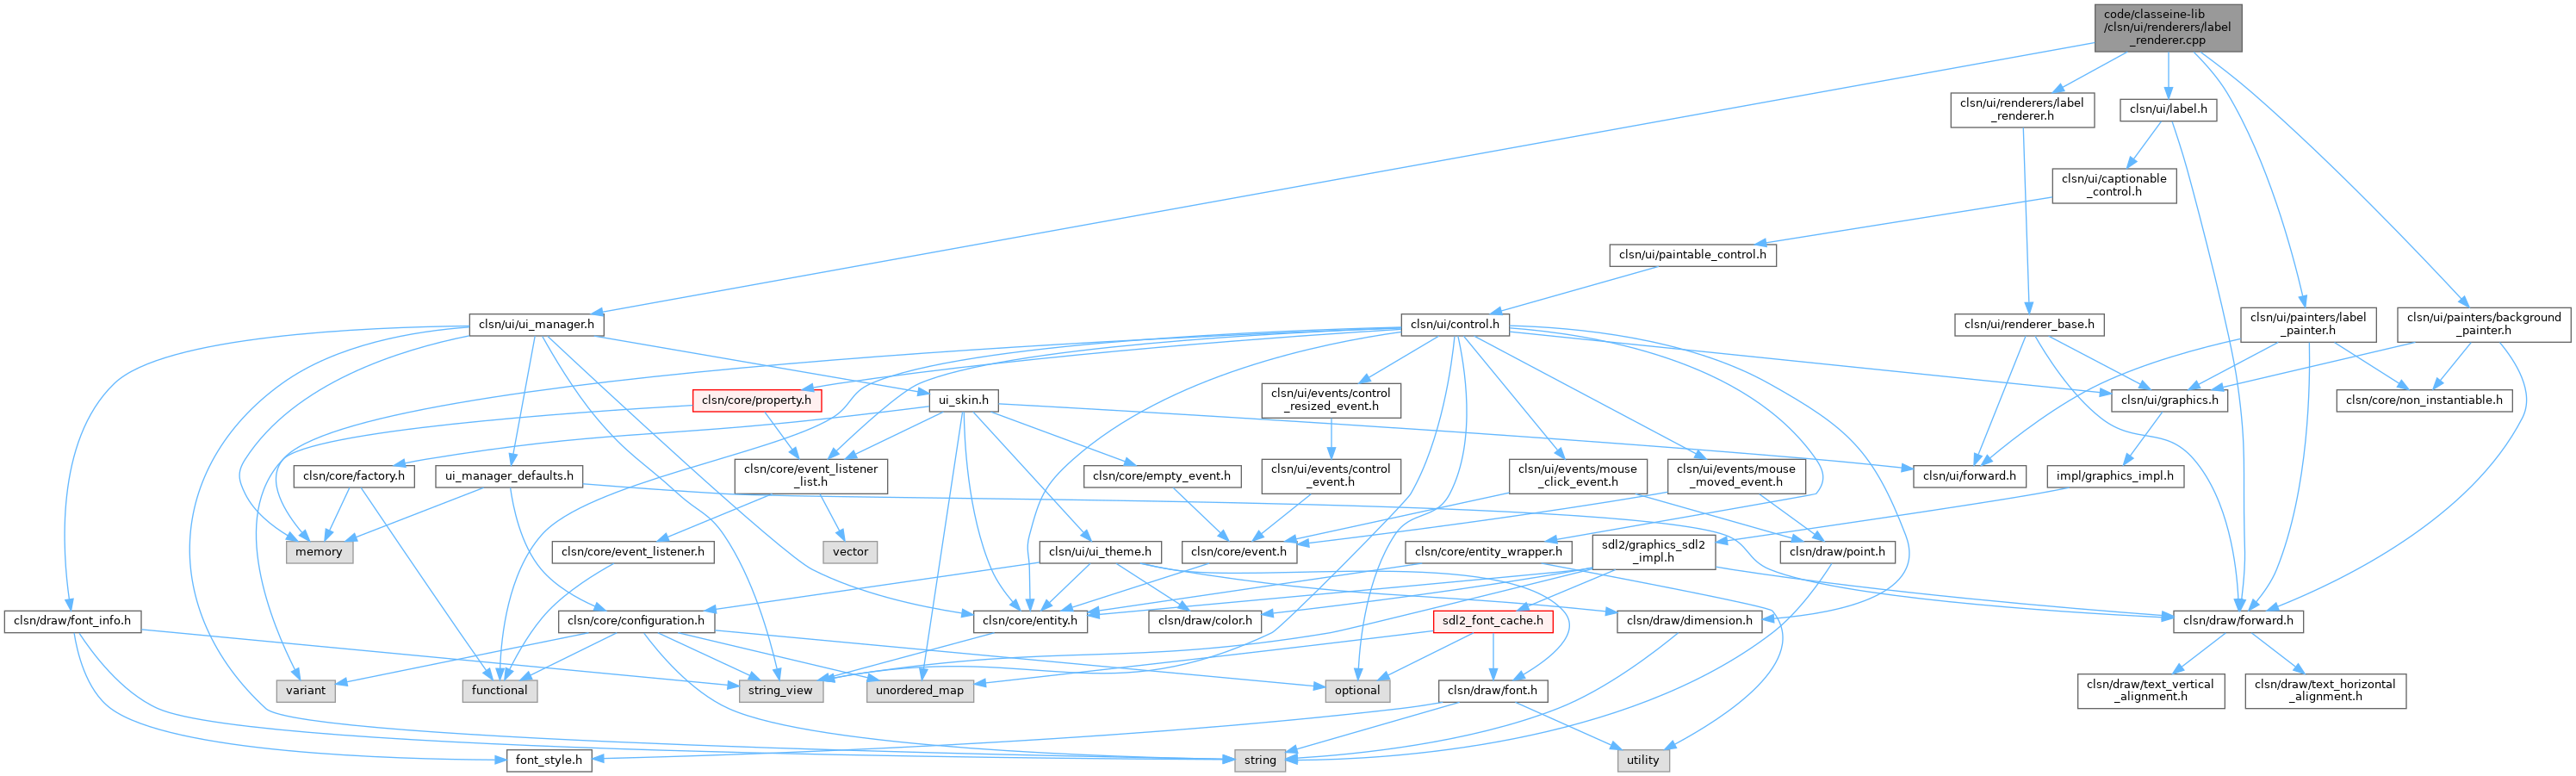 code/classeine-lib
/clsn/ui/renderers/label
_renderer.cpp
clsn/ui/renderers/label
_renderer.h
clsn/ui/label.h
clsn/ui/captionable
_control.h
clsn/ui/paintable_control.h
clsn/ui/ui_manager.h
clsn/ui/control.h
clsn/ui/renderer_base.h
clsn/ui/painters/label
_painter.h
clsn/ui/painters/background
_painter.h
clsn/core/property.h
ui_skin.h
clsn/ui/events/control
_resized_event.h
clsn/ui/graphics.h
clsn/core/non_instantiable.h
clsn/core/factory.h
ui_manager_defaults.h
clsn/core/event_listener
_list.h
clsn/core/empty_event.h
clsn/ui/events/control
_event.h
clsn/ui/events/mouse
_click_event.h
clsn/ui/events/mouse
_moved_event.h
clsn/ui/forward.h
impl/graphics_impl.h
memory
clsn/core/event_listener.h
vector
clsn/ui/ui_theme.h
clsn/core/event.h
clsn/core/entity_wrapper.h
sdl2/graphics_sdl2
_impl.h
clsn/draw/point.h
clsn/draw/font_info.h
clsn/core/configuration.h
clsn/core/entity.h
clsn/draw/color.h
sdl2_font_cache.h
clsn/draw/dimension.h
clsn/draw/forward.h
variant
functional
string_view
unordered_map
optional
clsn/draw/font.h
clsn/draw/text_vertical
_alignment.h
clsn/draw/text_horizontal
_alignment.h
font_style.h
string
utility